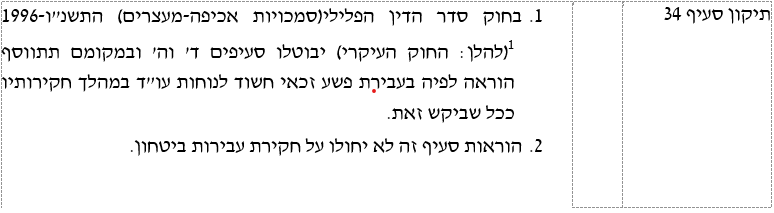 תיקון סעיף 34
1. בחוק סדר הדין הפלילי(סמכויות אכיפה-מעצרים) התשנ"ו-1996
1(להלן: החוק העיקרי) יבוטלו סעיפים ד' וה' ובמקומם תתווסף
הוראה לפיה בעבירת פשע זכאי חשוד לנוחות עו"ד במהלך חקירותיו
ככל שביקש זאת.
2. הוראות סעיף זה לא יחולו על חקירת עבירות ביטחון.